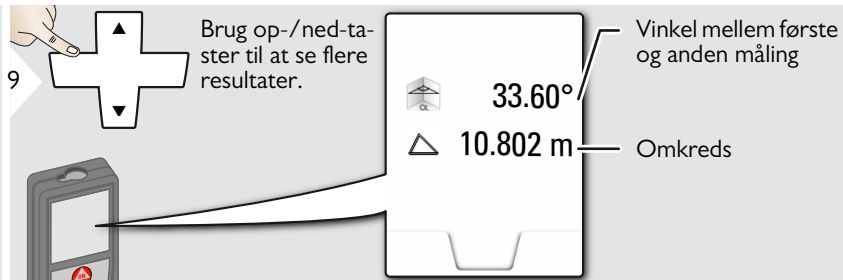 9
Brug op-/ned-ta-
ster til at se flere
resultater.
α
33.60°
10.802 m
Vinkel mellem første
og anden måling
Omkreds
ON